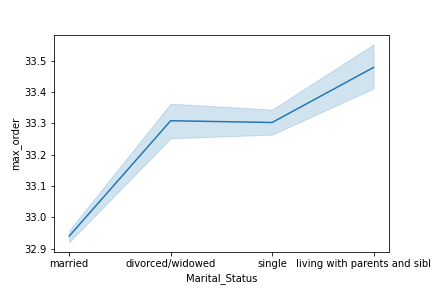 33.5
33.4
33.3
33.2
33.1
33.0
32.9
max_order
married divorced/widowed single living with parents and sibl
Marital_Status